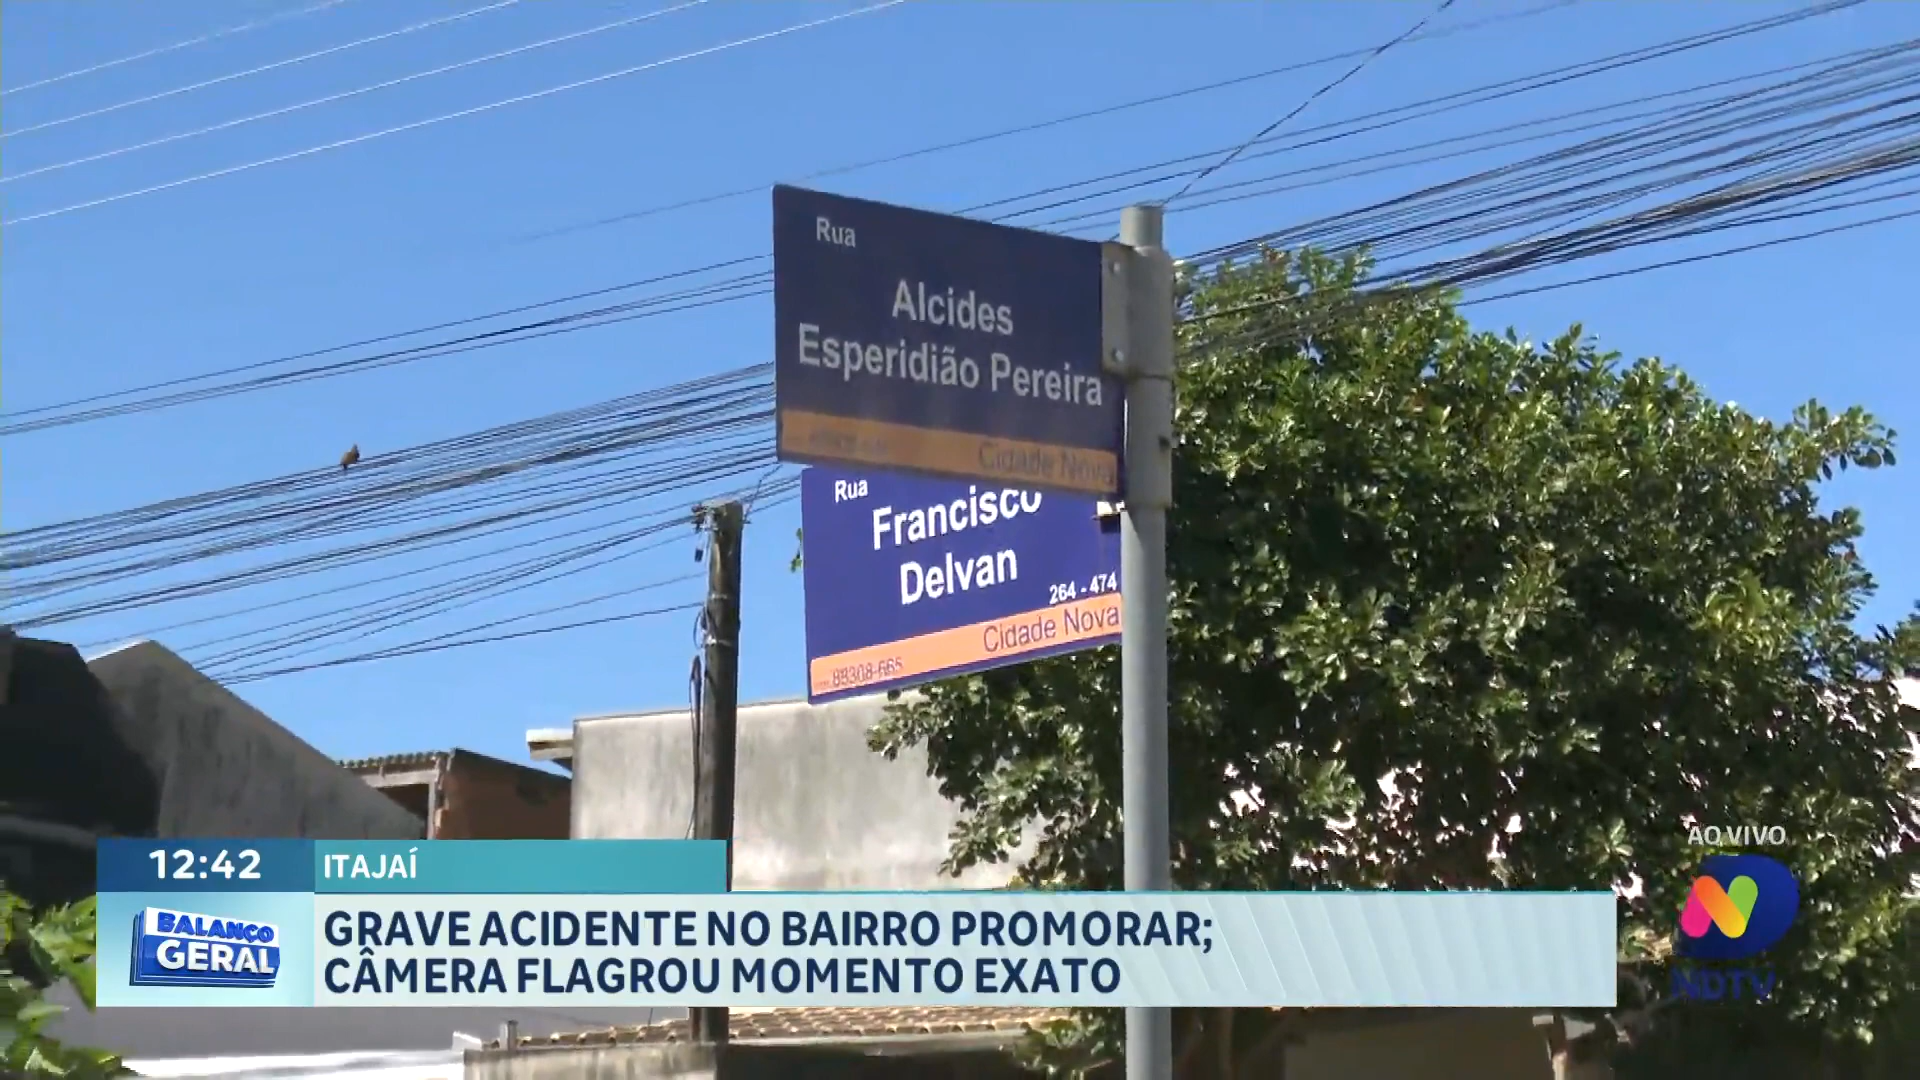 Rua
Alcides
Esperidião Pereira
Cidade Nova
Rua
Francisco
Delvan
264 - 474
Cidade Nova
88308-665
AO VIVO
12:42
ITAJAÍ
BALANÇO
GERAL
GRAVE ACIDENTE NO BAIRRO PROMORAR;
CÂMERA FLAGROU MOMENTO EXATO
NDTV